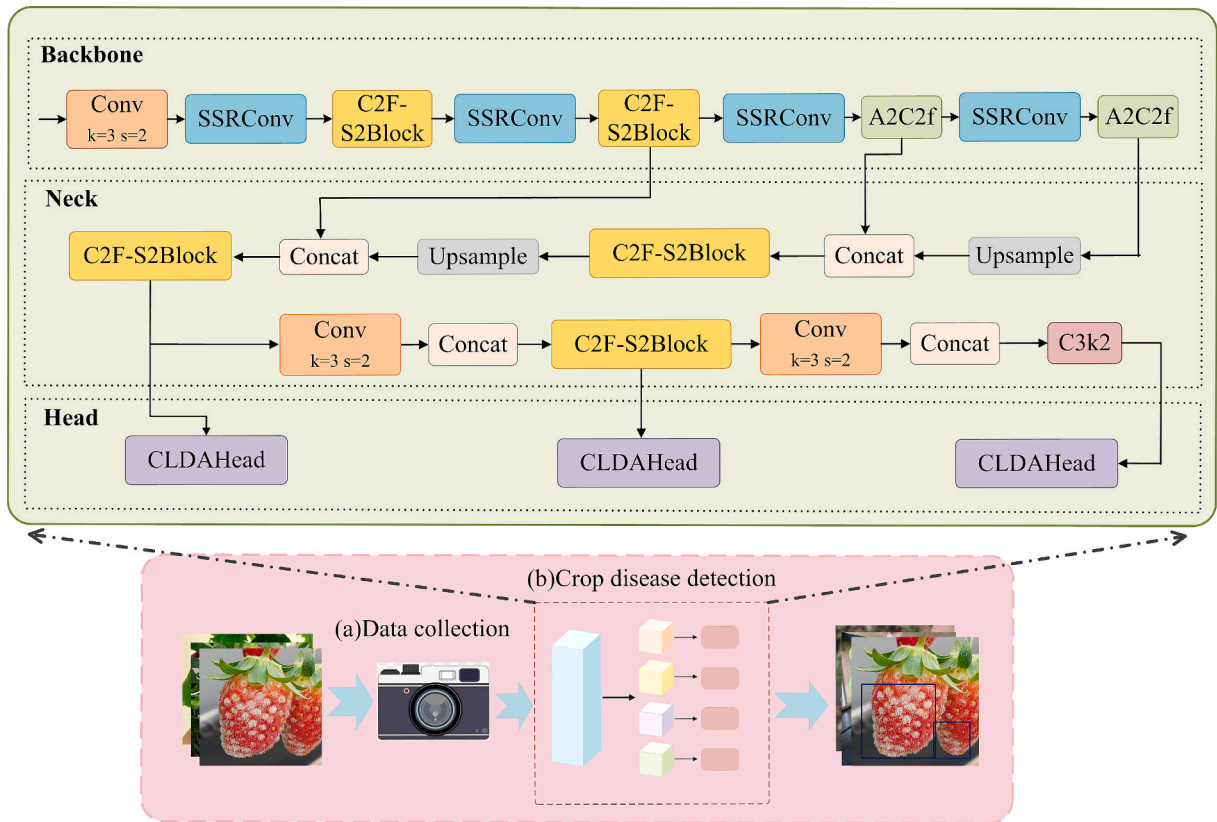 Backbone
Conv
k=3 s=2
SSRConv
C2F-
S2Block
SSRConv
C2F-
S2Block
SSRConv
A2C2f
SSRConv
A2C2f
Neck
C2F-S2Block
Concat
Upsample
C2F-S2Block
Concat
Upsample
Conv
k=3 s=2
Concat
C2F-S2Block
Conv
k=3 s=2
Concat
C3k2
Head
CLDAHead
CLDAHead
CLDAHead
(b)Crop disease detection
(a)Data collection